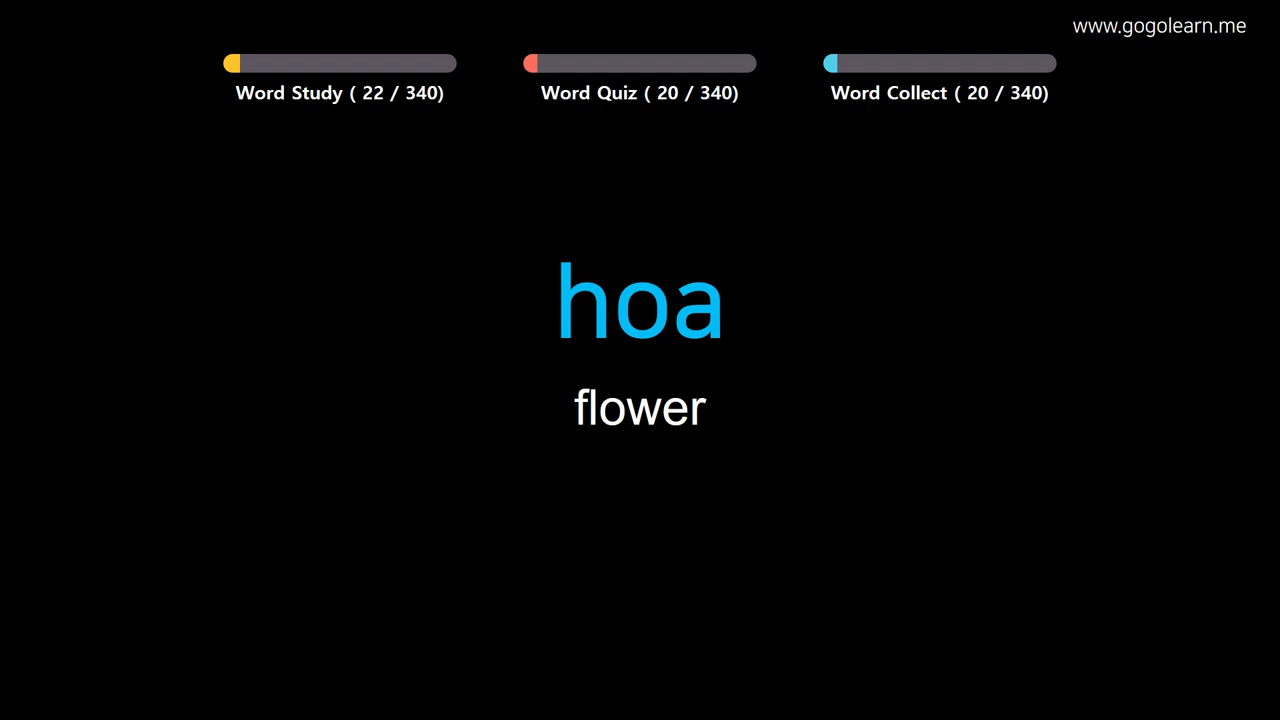 www.gogolearn.me
Word Study ( 22 / 340)
Word Quiz ( 20 / 340)
Word Collect ( 20 / 340)
hoa
flower